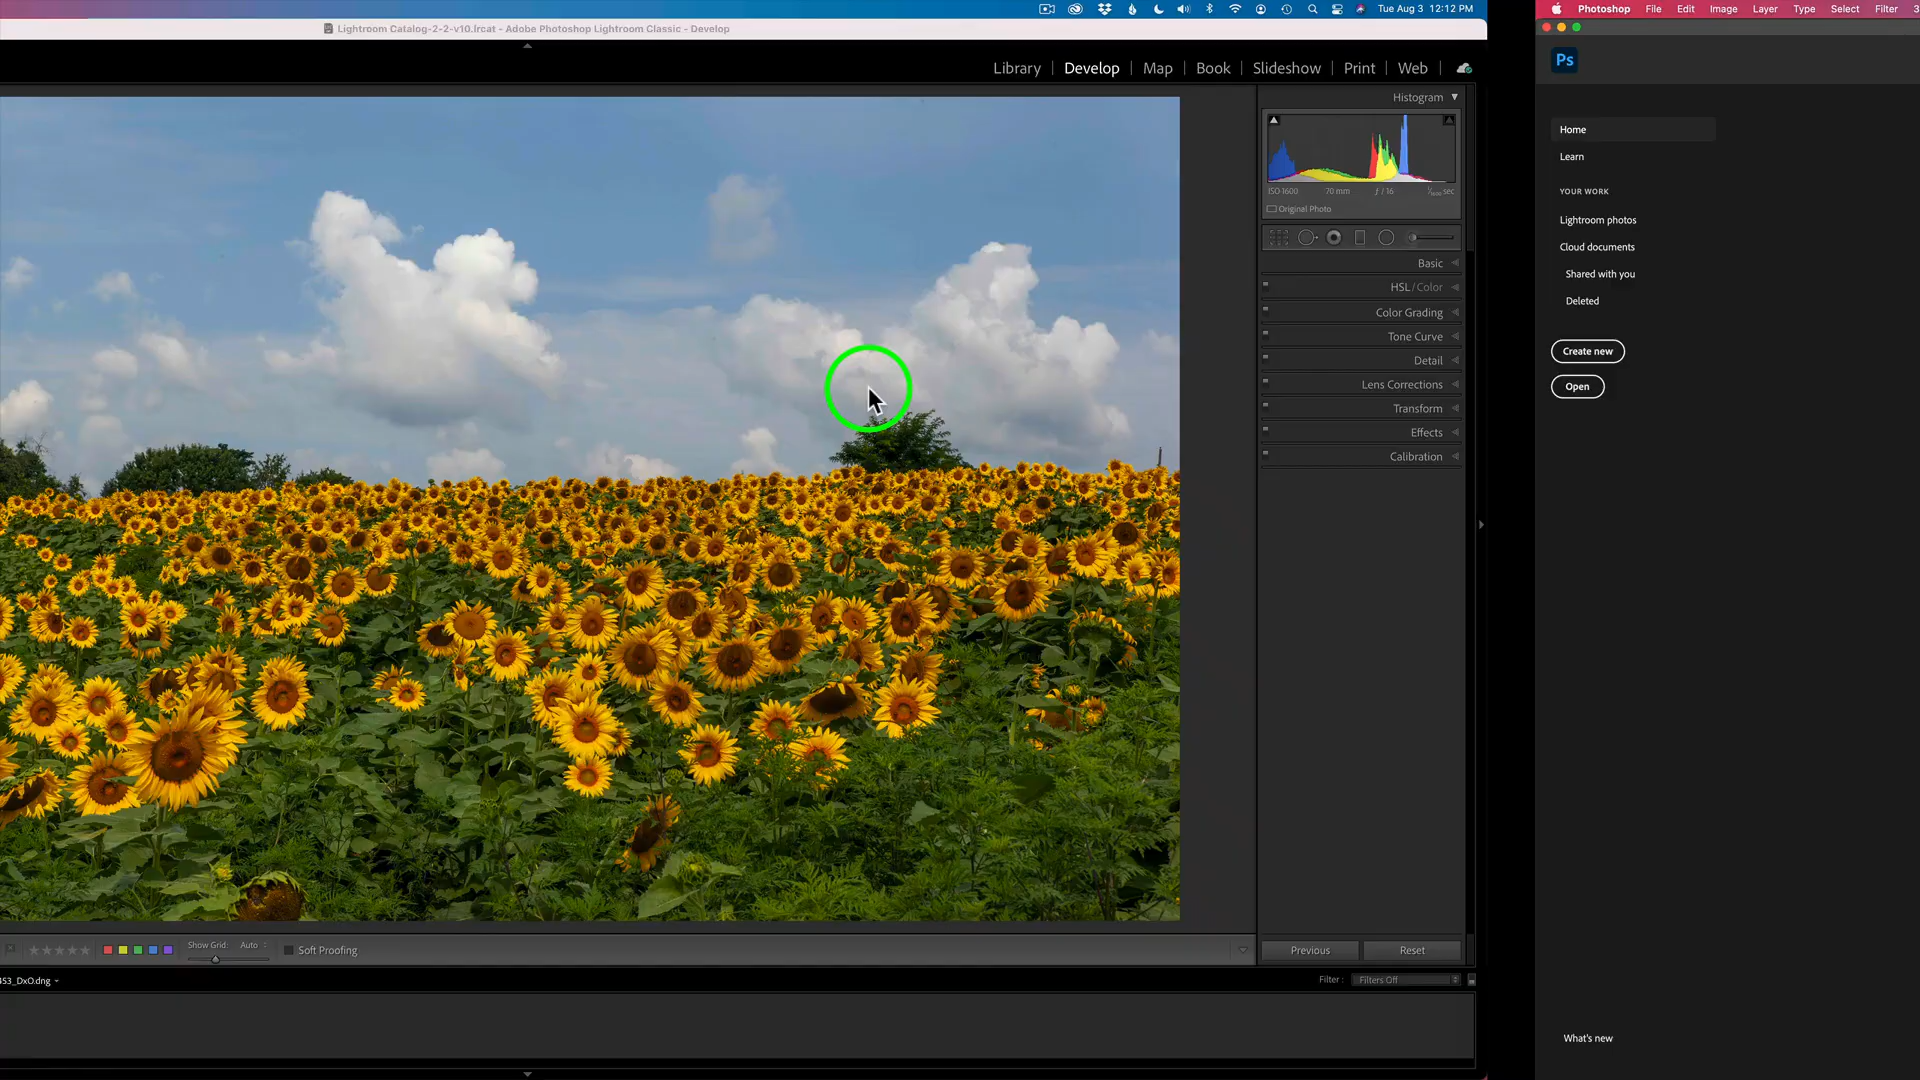 Tue Aug 3 12:12 PM
Lightroom Catalog-2-2-v10.lrcat - Adobe Photoshop Lightroom Classic - Develop
Library | Develop | Map | Book | Slideshow | Print | Web
Histogram
ISO 1600 70 mm ƒ / 16 sec
Original Photo
Basic
HSL / Color
Color Grading
Tone Curve
Detail
Lens Corrections
Transform
Effects
Calibration
Show Grid: Auto
Soft Proofing
Previous Reset
453_DxO.dng
Filter : Filters Off
Photoshop File Edit Image Layer Type Select Filter 3
Ps
Home
Learn
YOUR WORK
Lightroom photos
Cloud documents
Shared with you
Deleted
Create new
Open
What's new